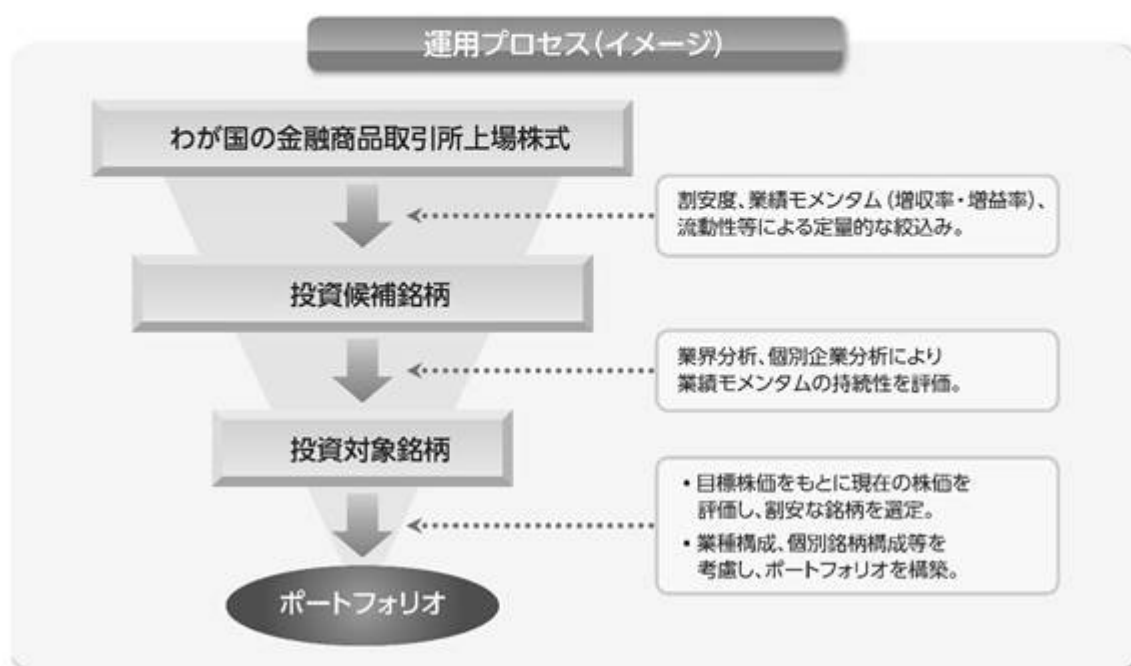 運用プロセス(イメージ)
わが国の金融商品取引所上場株式
割安度、業績モメンタム(増収率・増益率)、
流動性等による定量的な絞込み。
投資候補銘柄
業界分析、個別企業分析により
業績モメンタムの持続性を評価。
投資対象銘柄
• 目標株価をもとに現在の株価を
評価し、割安な銘柄を選定。
• 業種構成、個別銘柄構成等を
考慮し、ポートフォリオを構築。
ポートフォリオ